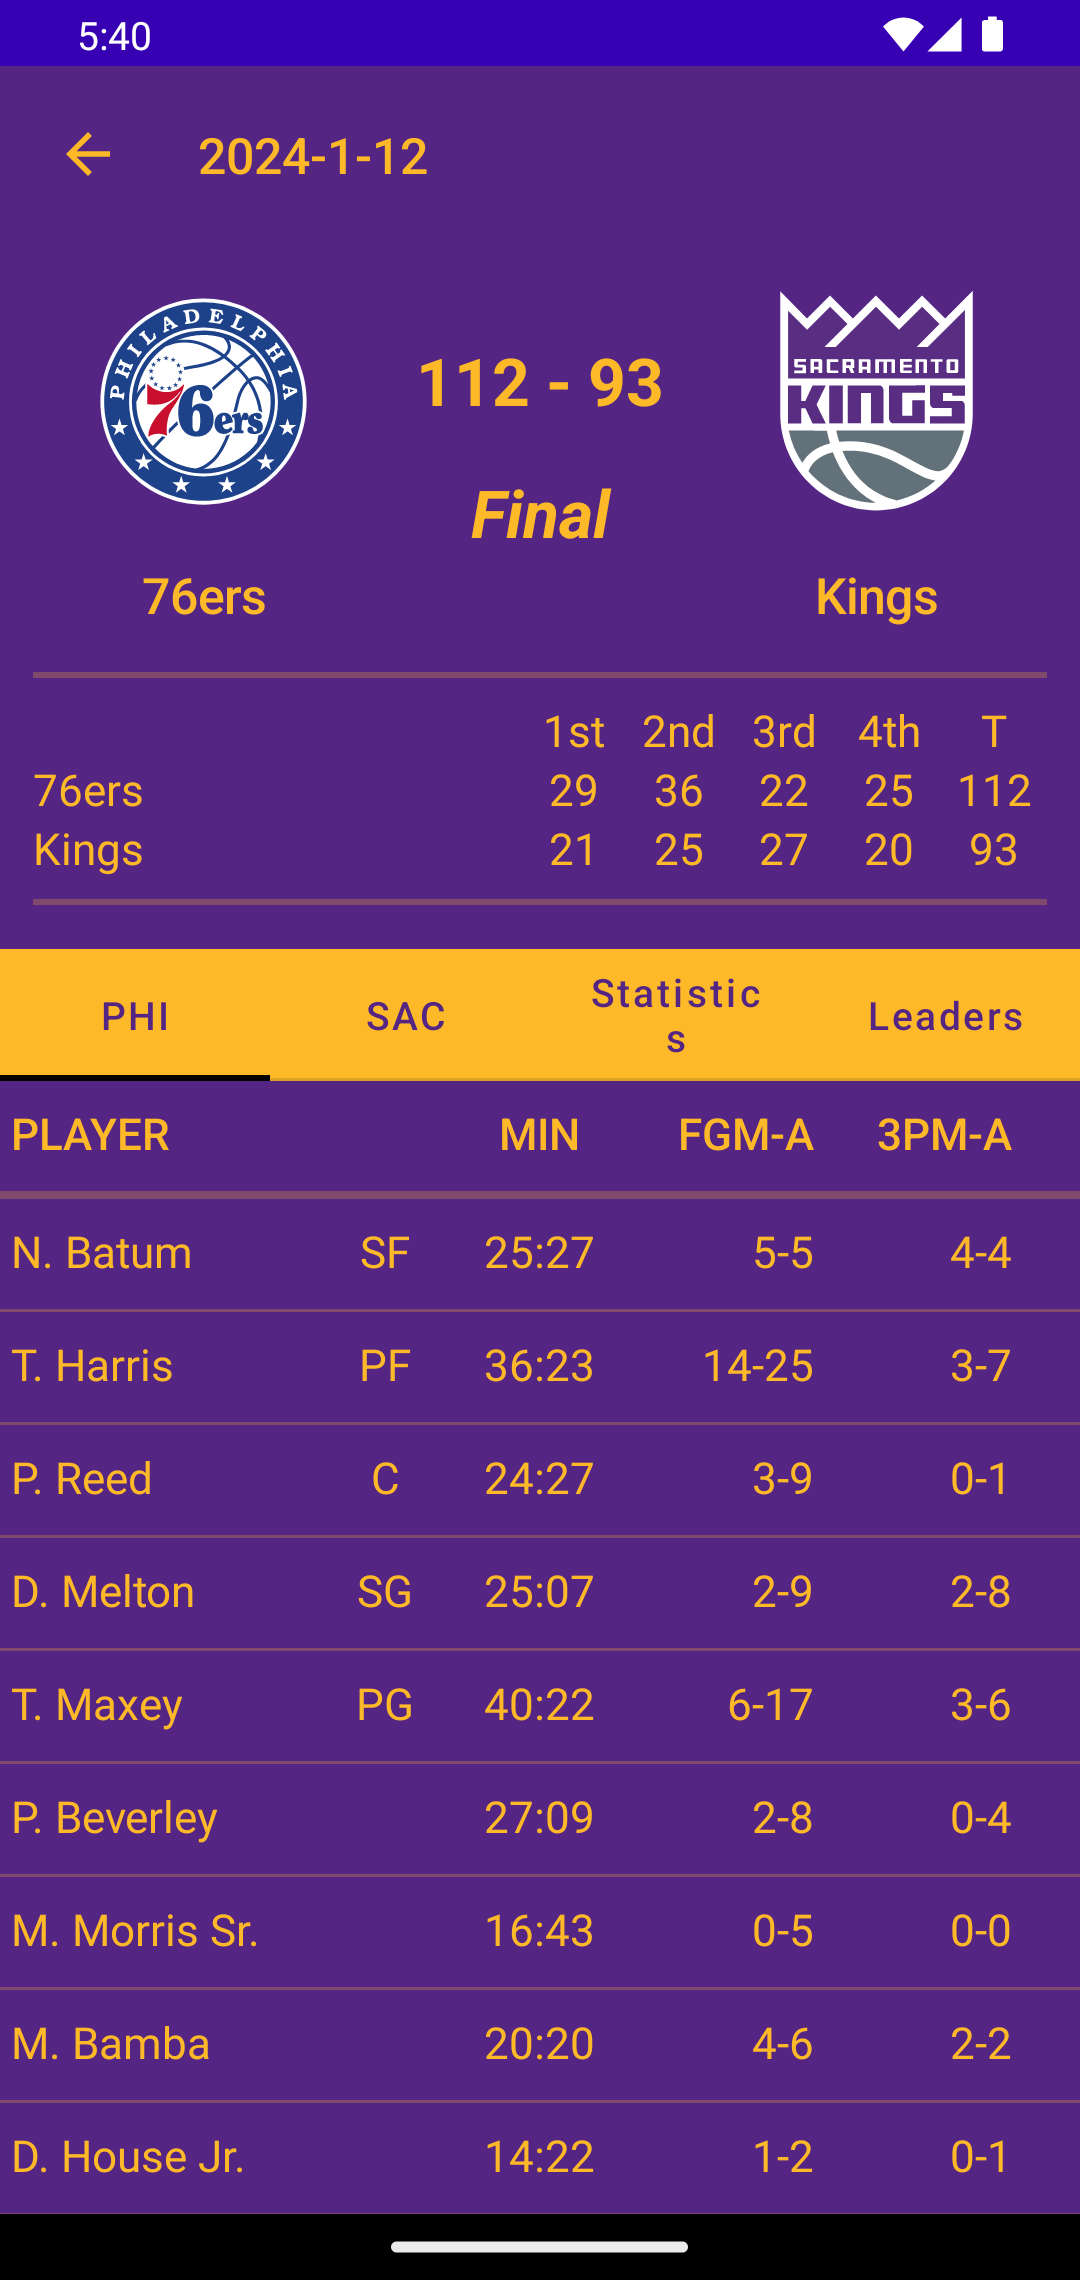 5:40
2024-1-12
PHILADELPHIA
76ers
SACRAMENTO
KINGS
112 - 93
Final
76ers
Kings
1st 2nd 3rd 4th T
76ers 29 36 22 25 112
Kings 21 25 27 20 93
PHI SAC Statistic
s Leaders
PLAYER MIN FGM-A 3PM-A
N. Batum SF 25:27 5-5 4-4
T. Harris PF 36:23 14-25 3-7
P. Reed C 24:27 3-9 0-1
D. Melton SG 25:07 2-9 2-8
T. Maxey PG 40:22 6-17 3-6
P. Beverley 27:09 2-8 0-4
M. Morris Sr. 16:43 0-5 0-0
M. Bamba 20:20 4-6 2-2
D. House Jr. 14:22 1-2 0-1